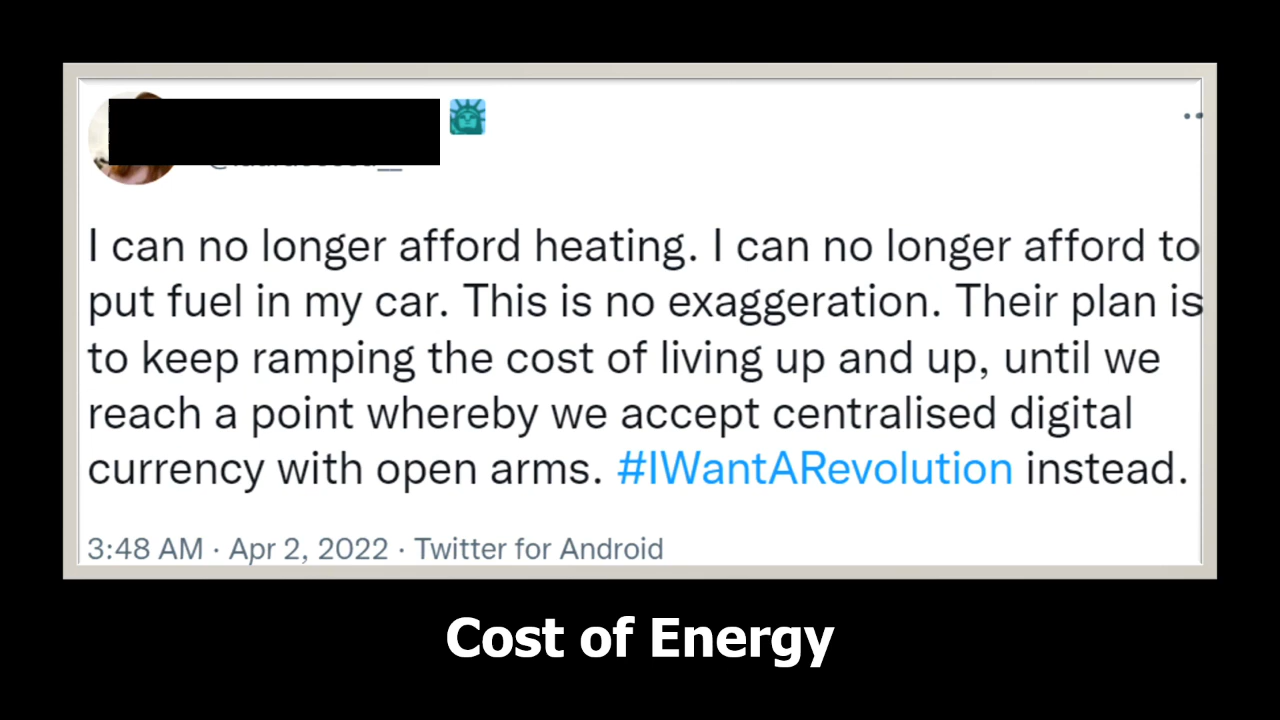 I can no longer afford heating. I can no longer afford to
put fuel in my car. This is no exaggeration. Their plan is
to keep ramping the cost of living up and up, until we
reach a point whereby we accept centralised digital
currency with open arms. #IWantARevolution instead.
3:48 AM · Apr 2, 2022 · Twitter for Android
Cost of Energy